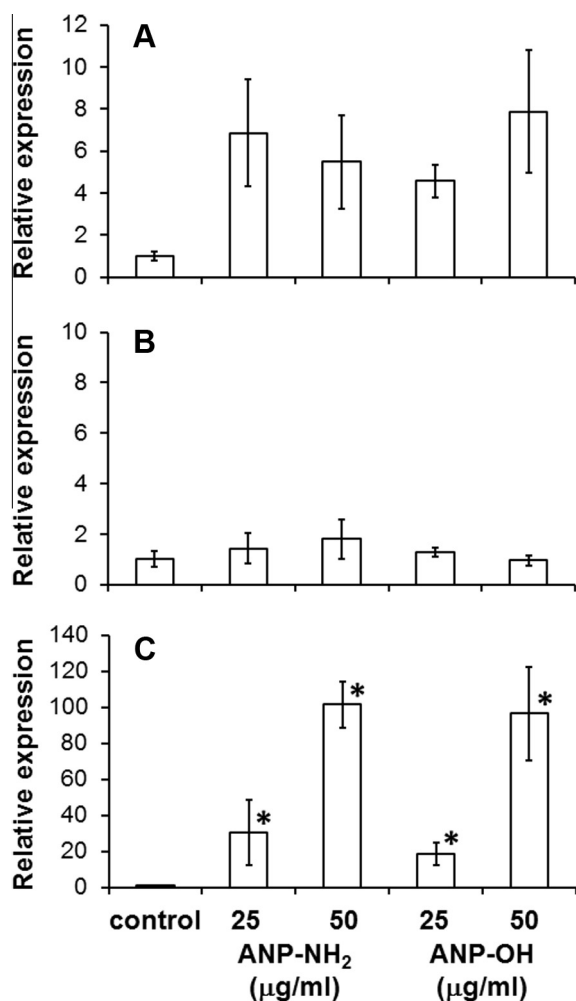 A
Relative expression
12
10
8
6
4
2
0
B
Relative expression
10
8
6
4
2
0
C
Relative expression
140
120
100
80
60
40
20
0
*
*
*
*
control 25 50 25 50
ANP-NH₂ ANP-OH
(μg/ml) (μg/ml)